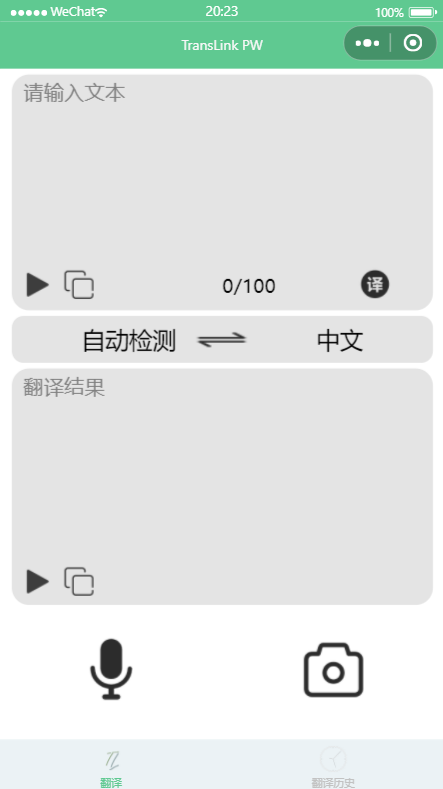 WeChat
20:23
100%
TransLink PW
请输入文本
0/100
译
自动检测
中文
翻译结果
翻译
翻译历史